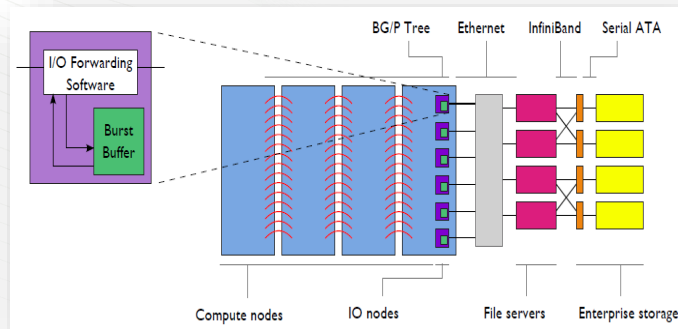 BG/P Tree Ethernet InfiniBand Serial ATA
I/O Forwarding
Software
Burst
Buffer
Compute nodes IO nodes File servers Enterprise storage